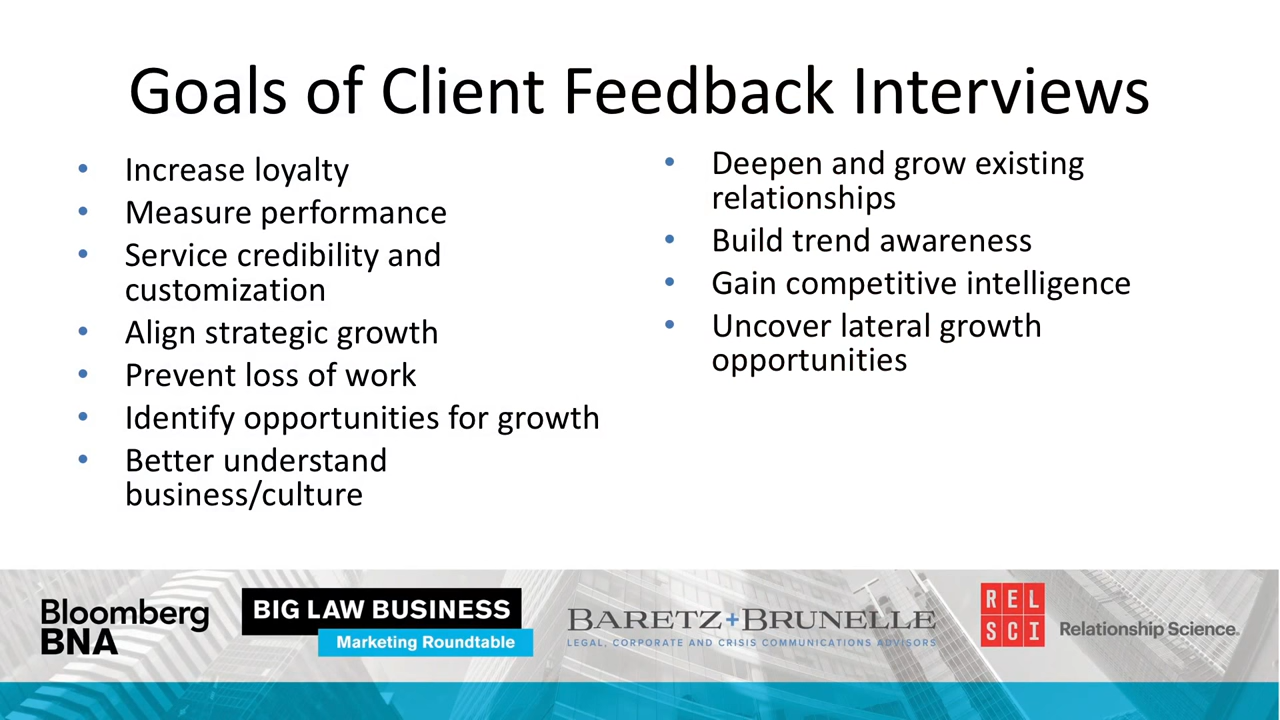 Goals of Client Feedback Interviews
• Increase loyalty
• Measure performance
• Service credibility and
customization
• Align strategic growth
• Prevent loss of work
• Identify opportunities for growth
• Better understand
business/culture
• Deepen and grow existing
relationships
• Build trend awareness
• Gain competitive intelligence
• Uncover lateral growth
opportunities
Bloomberg
BNA
BIG LAW BUSINESS
Marketing Roundtable
BARETZ+BRUNELLE
LEGAL, CORPORATE AND CRISIS COMMUNICATIONS ADVISORS
REL
SCI
Relationship Science.